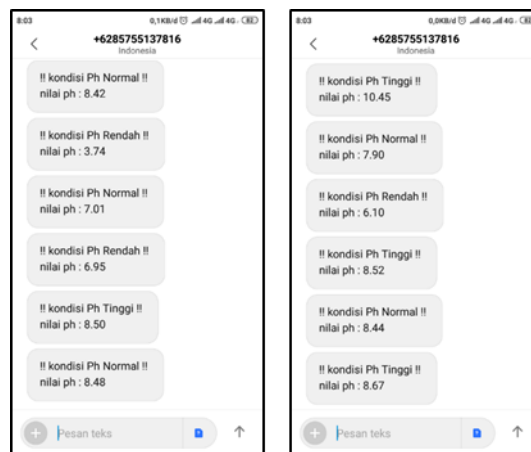 8:03
0,1KB/d
4G
4G
+6285755137816
Indonesia
!! kondisi Ph Normal !!
nilai ph : 8.42
!! kondisi Ph Rendah !!
nilai ph : 3.74
!! kondisi Ph Normal !!
nilai ph : 7.01
!! kondisi Ph Rendah !!
nilai ph : 6.95
!! kondisi Ph Tinggi !!
nilai ph : 8.50
!! kondisi Ph Normal !!
nilai ph : 8.48
Pesan teks
8:03
0,0KB/d
4G
4G
+6285755137816
Indonesia
!! kondisi Ph Tinggi !!
nilai ph : 10.45
!! kondisi Ph Normal !!
nilai ph : 7.90
!! kondisi Ph Rendah !!
nilai ph : 6.10
!! kondisi Ph Tinggi !!
nilai ph : 8.52
!! kondisi Ph Normal !!
nilai ph : 8.44
!! kondisi Ph Tinggi !!
nilai ph : 8.67
Pesan teks